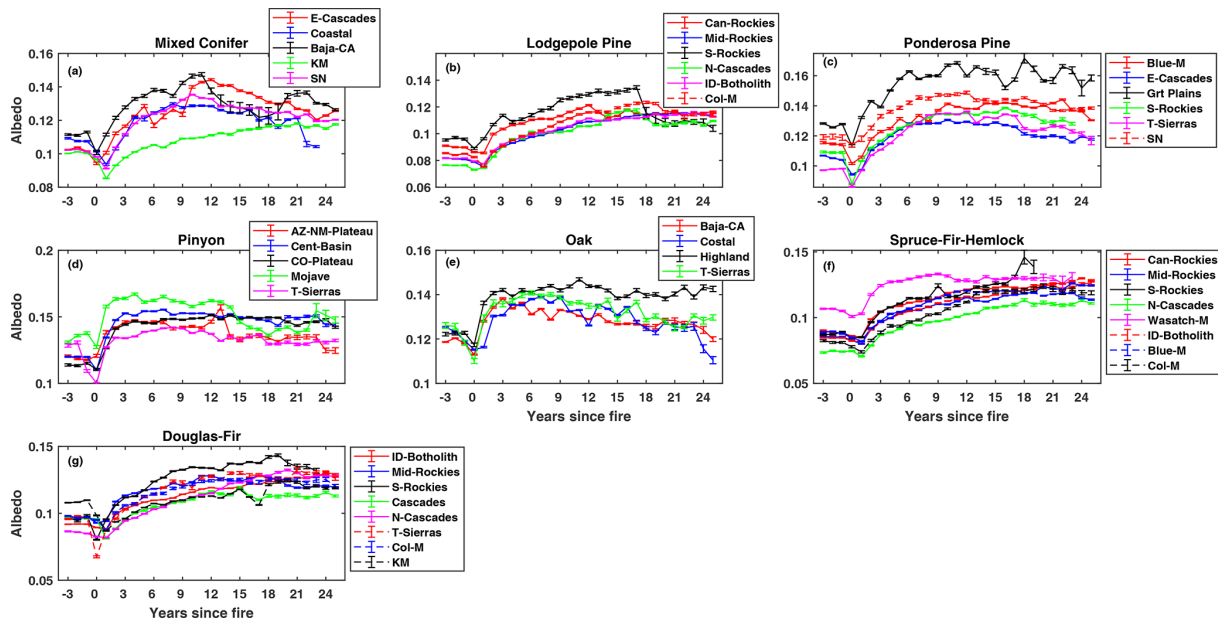 Mixed Conifer
(a)
E-Cascades
Coastal
Baja-CA
KM
SN
Albedo
0.16
0.14
0.12
0.1
0.08
-3 0 3 6 9 12 15 18 21 24
Lodgepole Pine
(b)
Can-Rockies
Mid-Rockies
S-Rockies
N-Cascades
ID-Botholith
Col-M
0.14
0.12
0.1
0.08
0.06
-3 0 3 6 9 12 15 18 21 24
Ponderosa Pine
(c)
Blue-M
E-Cascades
Grt Plains
S-Rockies
T-Sierras
SN
0.16
0.14
0.12
0.1
-3 0 3 6 9 12 15 18 21 24
Pinyon
(d)
AZ-NM-Plateau
Cent-Basin
CO-Plateau
Mojave
T-Sierras
Albedo
0.2
0.15
0.1
-3 0 3 6 9 12 15 18 21 24
Oak
(e)
Baja-CA
Costal
Highland
T-Sierras
0.16
0.14
0.12
0.1
-3 0 3 6 9 12 15 18 21 24
Years since fire
Spruce-Fir-Hemlock
(f)
Can-Rockies
Mid-Rockies
S-Rockies
N-Cascades
Wasatch-M
ID-Botholith
Blue-M
Col-M
0.15
0.1
0.05
-3 0 3 6 9 12 15 18 21 24
Years since fire
Douglas-Fir
(g)
ID-Botholith
Mid-Rockies
S-Rockies
Cascades
N-Cascades
T-Sierras
Col-M
KM
Albedo
0.15
0.1
0.05
-3 0 3 6 9 12 15 18 21 24
Years since fire